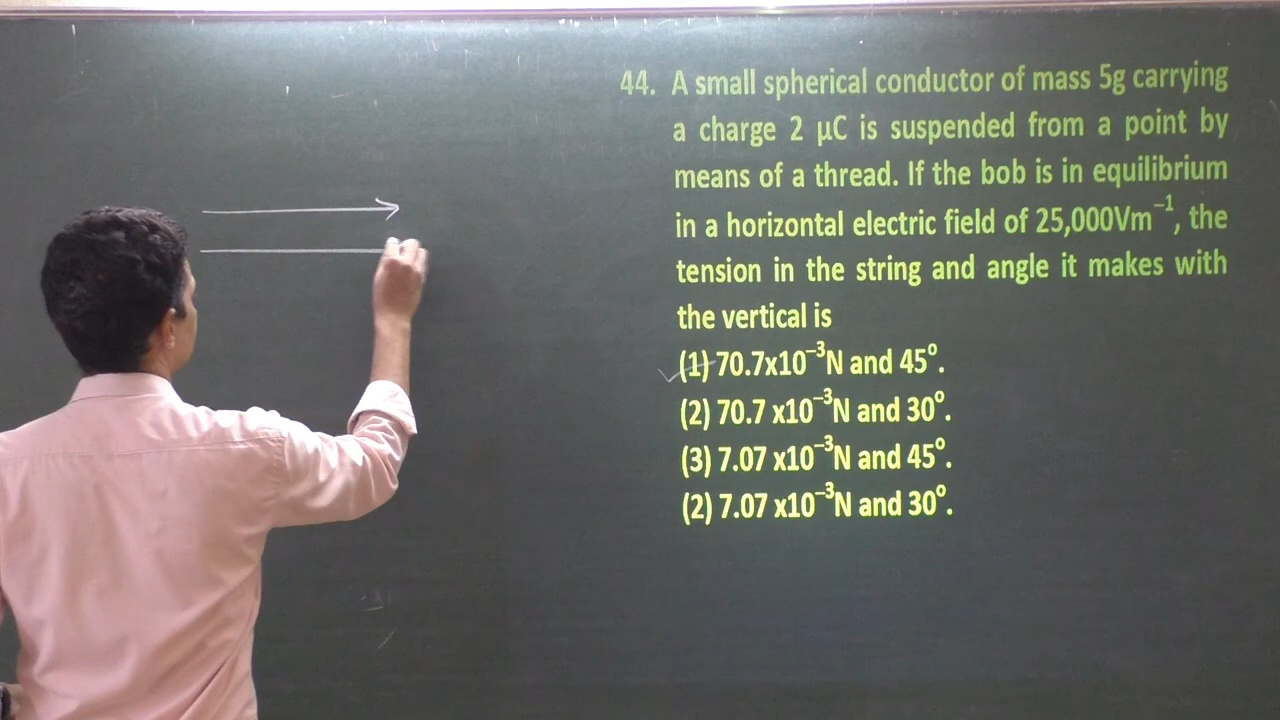 44. A small spherical conductor of mass 5g carrying
a charge 2 μC is suspended from a point by
means of a thread. If the bob is in equilibrium
in a horizontal electric field of 25,000Vm⁻¹, the
tension in the string and angle it makes with
the vertical is
(1) 70.7x10⁻³N and 45°.
(2) 70.7 x10⁻³N and 30°.
(3) 7.07 x10⁻³N and 45°.
(2) 7.07 x10⁻³N and 30°.